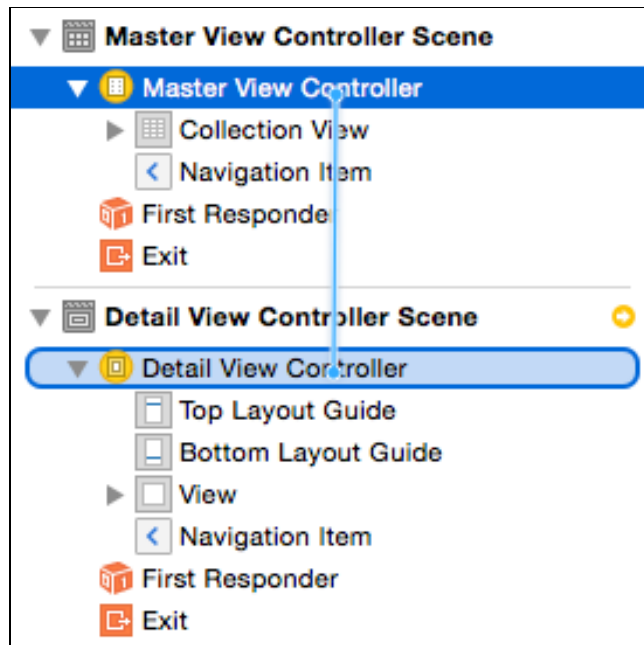 Master View Controller Scene
Master View Controller
Collection View
Navigation Item
First Responder
Exit
Detail View Controller Scene
Detail View Controller
Top Layout Guide
Bottom Layout Guide
View
Navigation Item
First Responder
Exit